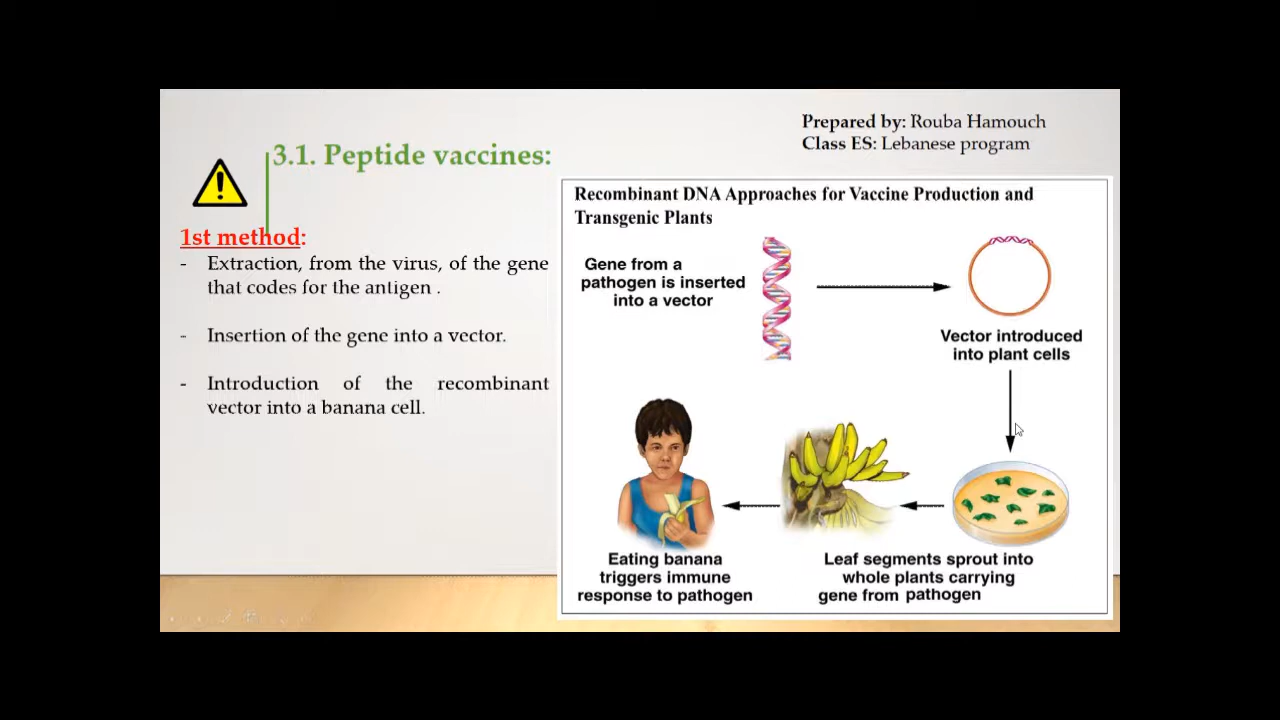 Prepared by: Rouba Hamouch
Class ES: Lebanese program
3.1. Peptide vaccines:
1st method:
- Extraction, from the virus, of the gene
that codes for the antigen .
- Insertion of the gene into a vector.
- Introduction of the recombinant
vector into a banana cell.
Recombinant DNA Approaches for Vaccine Production and
Transgenic Plants
Gene from a
pathogen is inserted
into a vector
Vector introduced
into plant cells
Eating banana
triggers immune
response to pathogen
Leaf segments sprout into
whole plants carrying
gene from pathogen